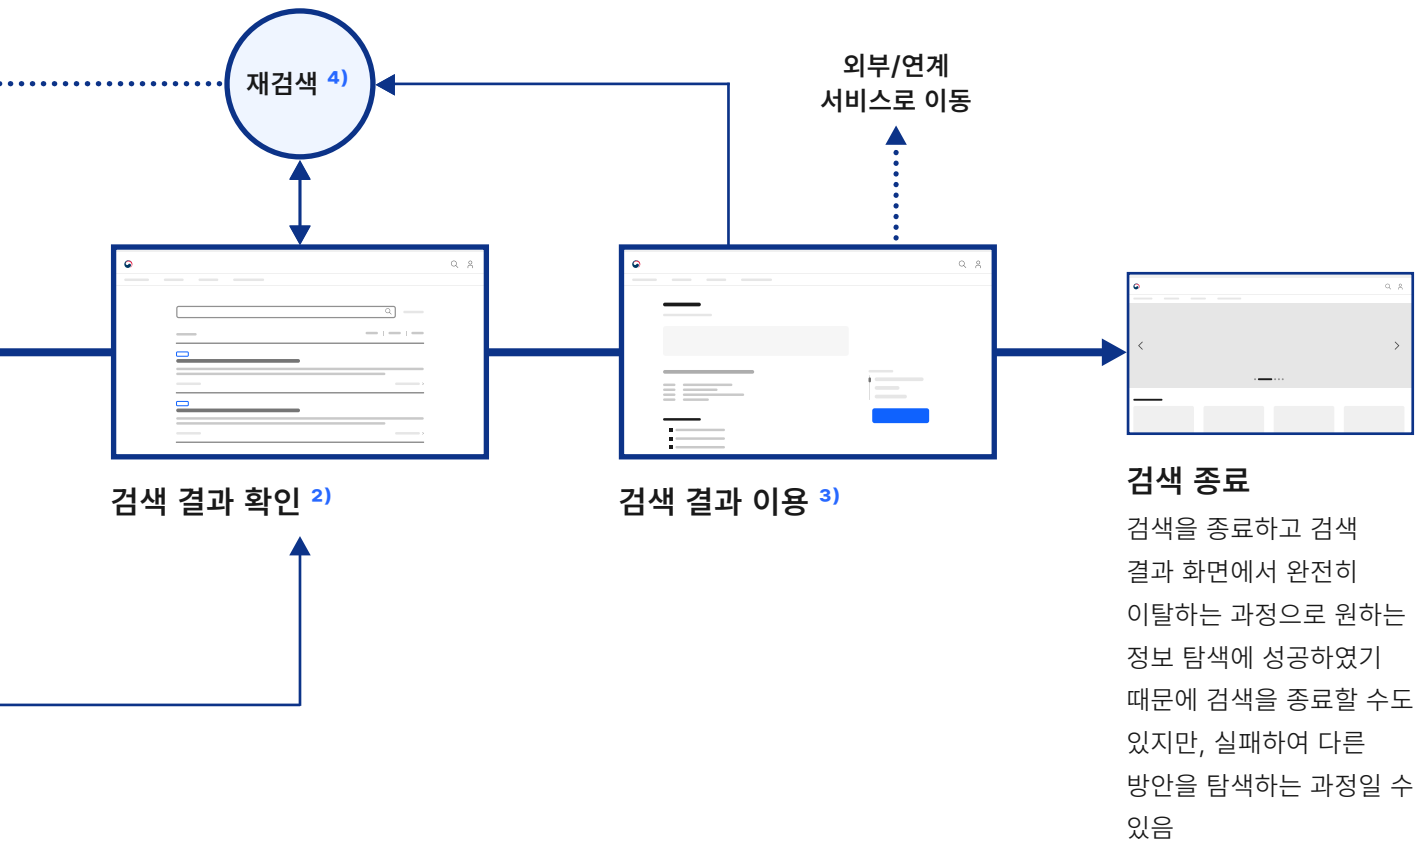 재검색 4)
외부/연계
서비스로 이동
검색 결과 확인 2)
검색 결과 이용 3)
검색 종료
검색을 종료하고 검색
결과 화면에서 완전히
이탈하는 과정으로 원하는
정보 탐색에 성공하였기
때문에 검색을 종료할 수도
있지만, 실패하여 다른
방안을 탐색하는 과정일 수
있음